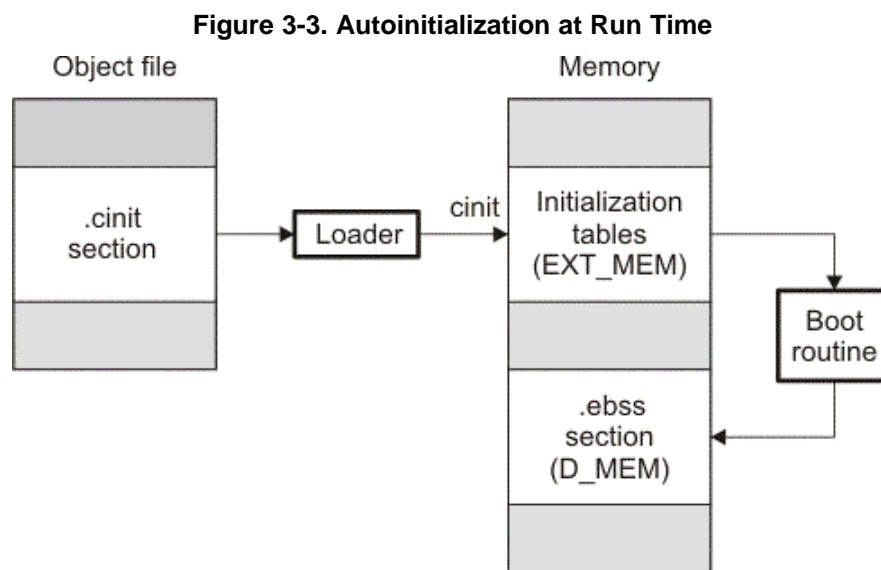 Figure 3-3. Autoinitialization at Run Time
Object file
Memory
.cinit
section
Loader
cinit
Initialization
tables
(EXT_MEM)
Boot
routine
.ebss
section
(D_MEM)